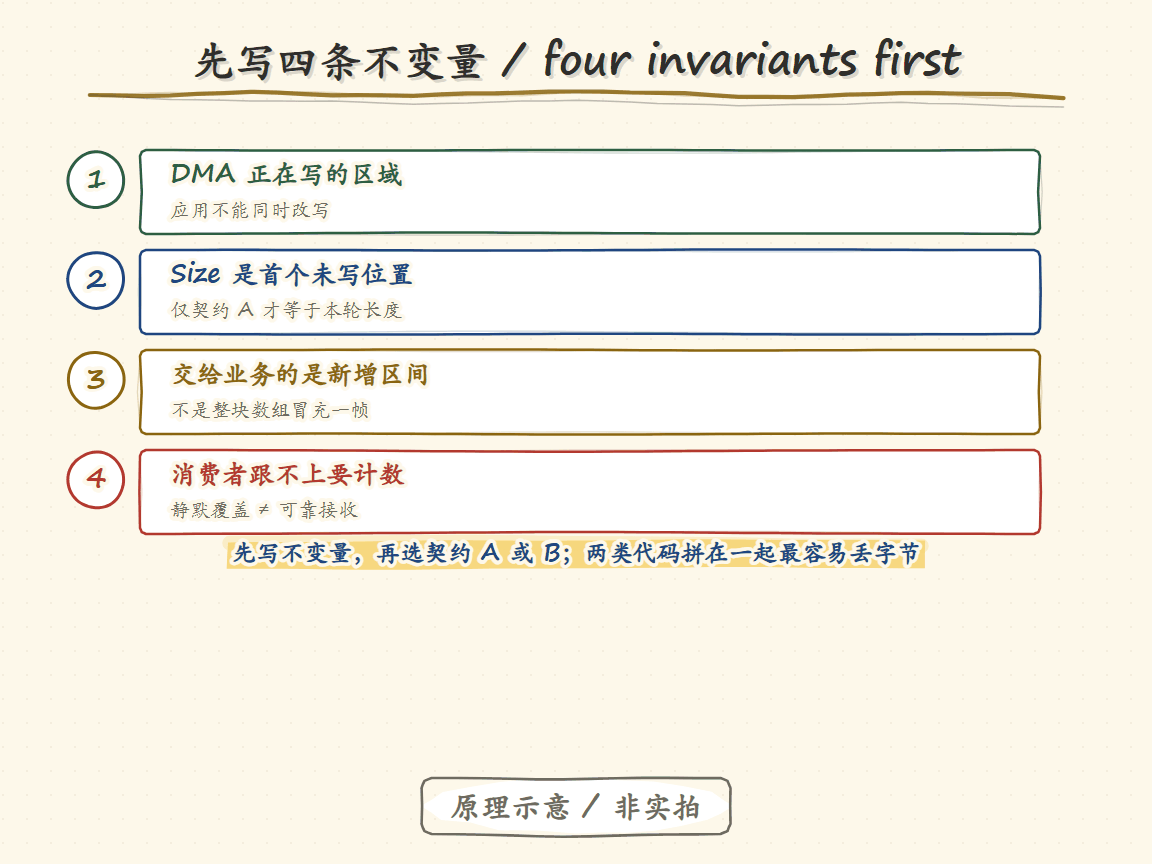 先写四条不变量 / four invariants first
1
DMA 正在写的区域
应用不能同时改写
2
Size 是首个未写位置
仅契约 A 才等于本轮长度
3
交给业务的是新增区间
不是整块数组冒充一帧
4
消费者跟不上要计数
静默覆盖 ≠ 可靠接收
先写不变量，再选契约 A 或 B；两类代码拼在一起最容易丢字节
原理示意 / 非实拍